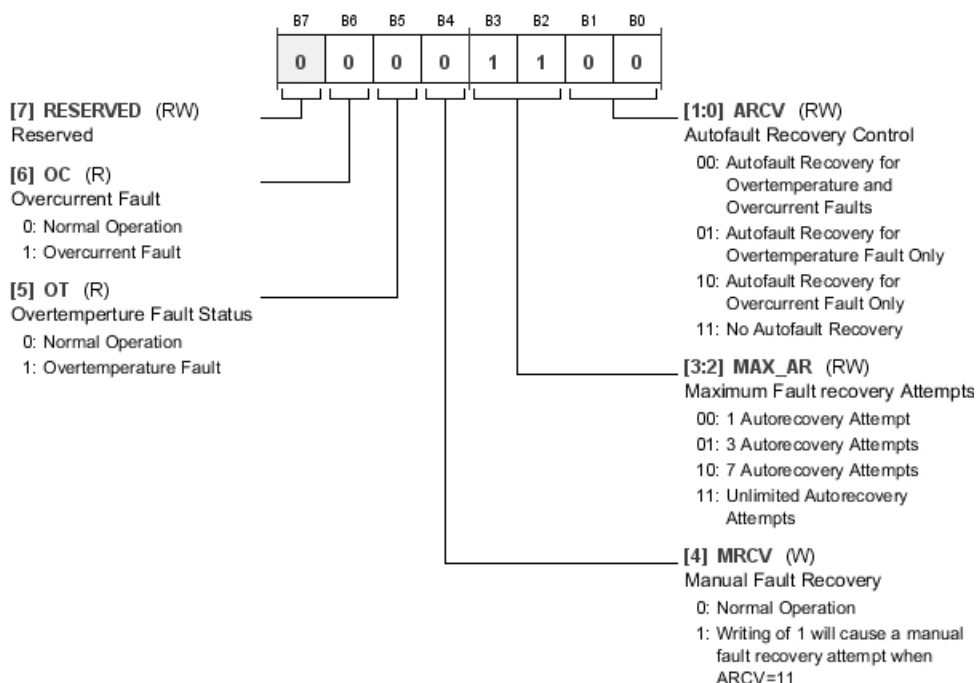 B7 B6 B5 B4 B3 B2 B1 B0
0 0 0 0 1 1 0 0
[7] RESERVED (RW)
Reserved
[6] OC (R)
Overcurrent Fault
0: Normal Operation
1: Overcurrent Fault
[5] OT (R)
Overtemperture Fault Status
0: Normal Operation
1: Overtemperature Fault
[1:0] ARCV (RW)
Autofault Recovery Control
00: Autofault Recovery for
Overtemperature and
Overcurrent Faults
01: Autofault Recovery for
Overtemperature Fault Only
10: Autofault Recovery for
Overcurrent Fault Only
11: No Autofault Recovery
[3:2] MAX_AR (RW)
Maximum Fault recovery Attempts
00: 1 Autorecovery Attempt
01: 3 Autorecovery Attempts
10: 7 Autorecovery Attempts
11: Unlimited Autorecovery
Attempts
[4] MRCV (W)
Manual Fault Recovery
0: Normal Operation
1: Writing of 1 will cause a manual
fault recovery attempt when
ARCV=11